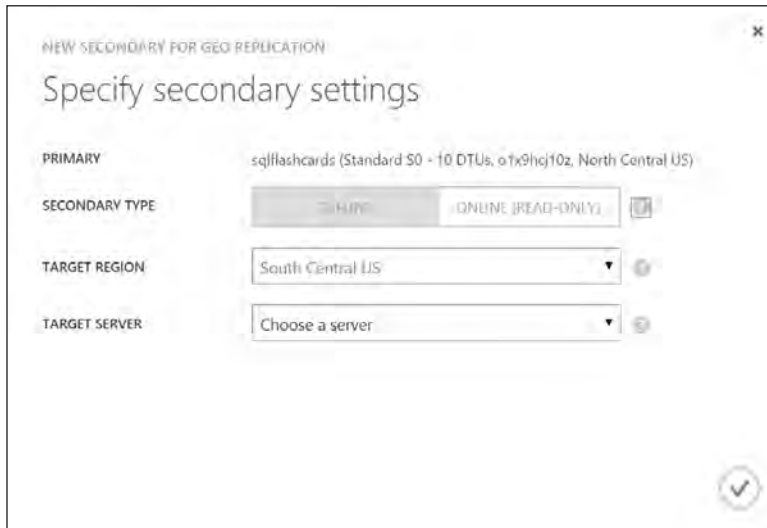 NEW SECONDARY FOR GEO REPLICATION
Specify secondary settings
PRIMARY sqlflashcards (Standard S0 - 10 DTUs, o1x9hcj10z, North Central US)
SECONDARY TYPE OFFLINE ONLINE (READ-ONLY)
TARGET REGION South Central US
TARGET SERVER Choose a server